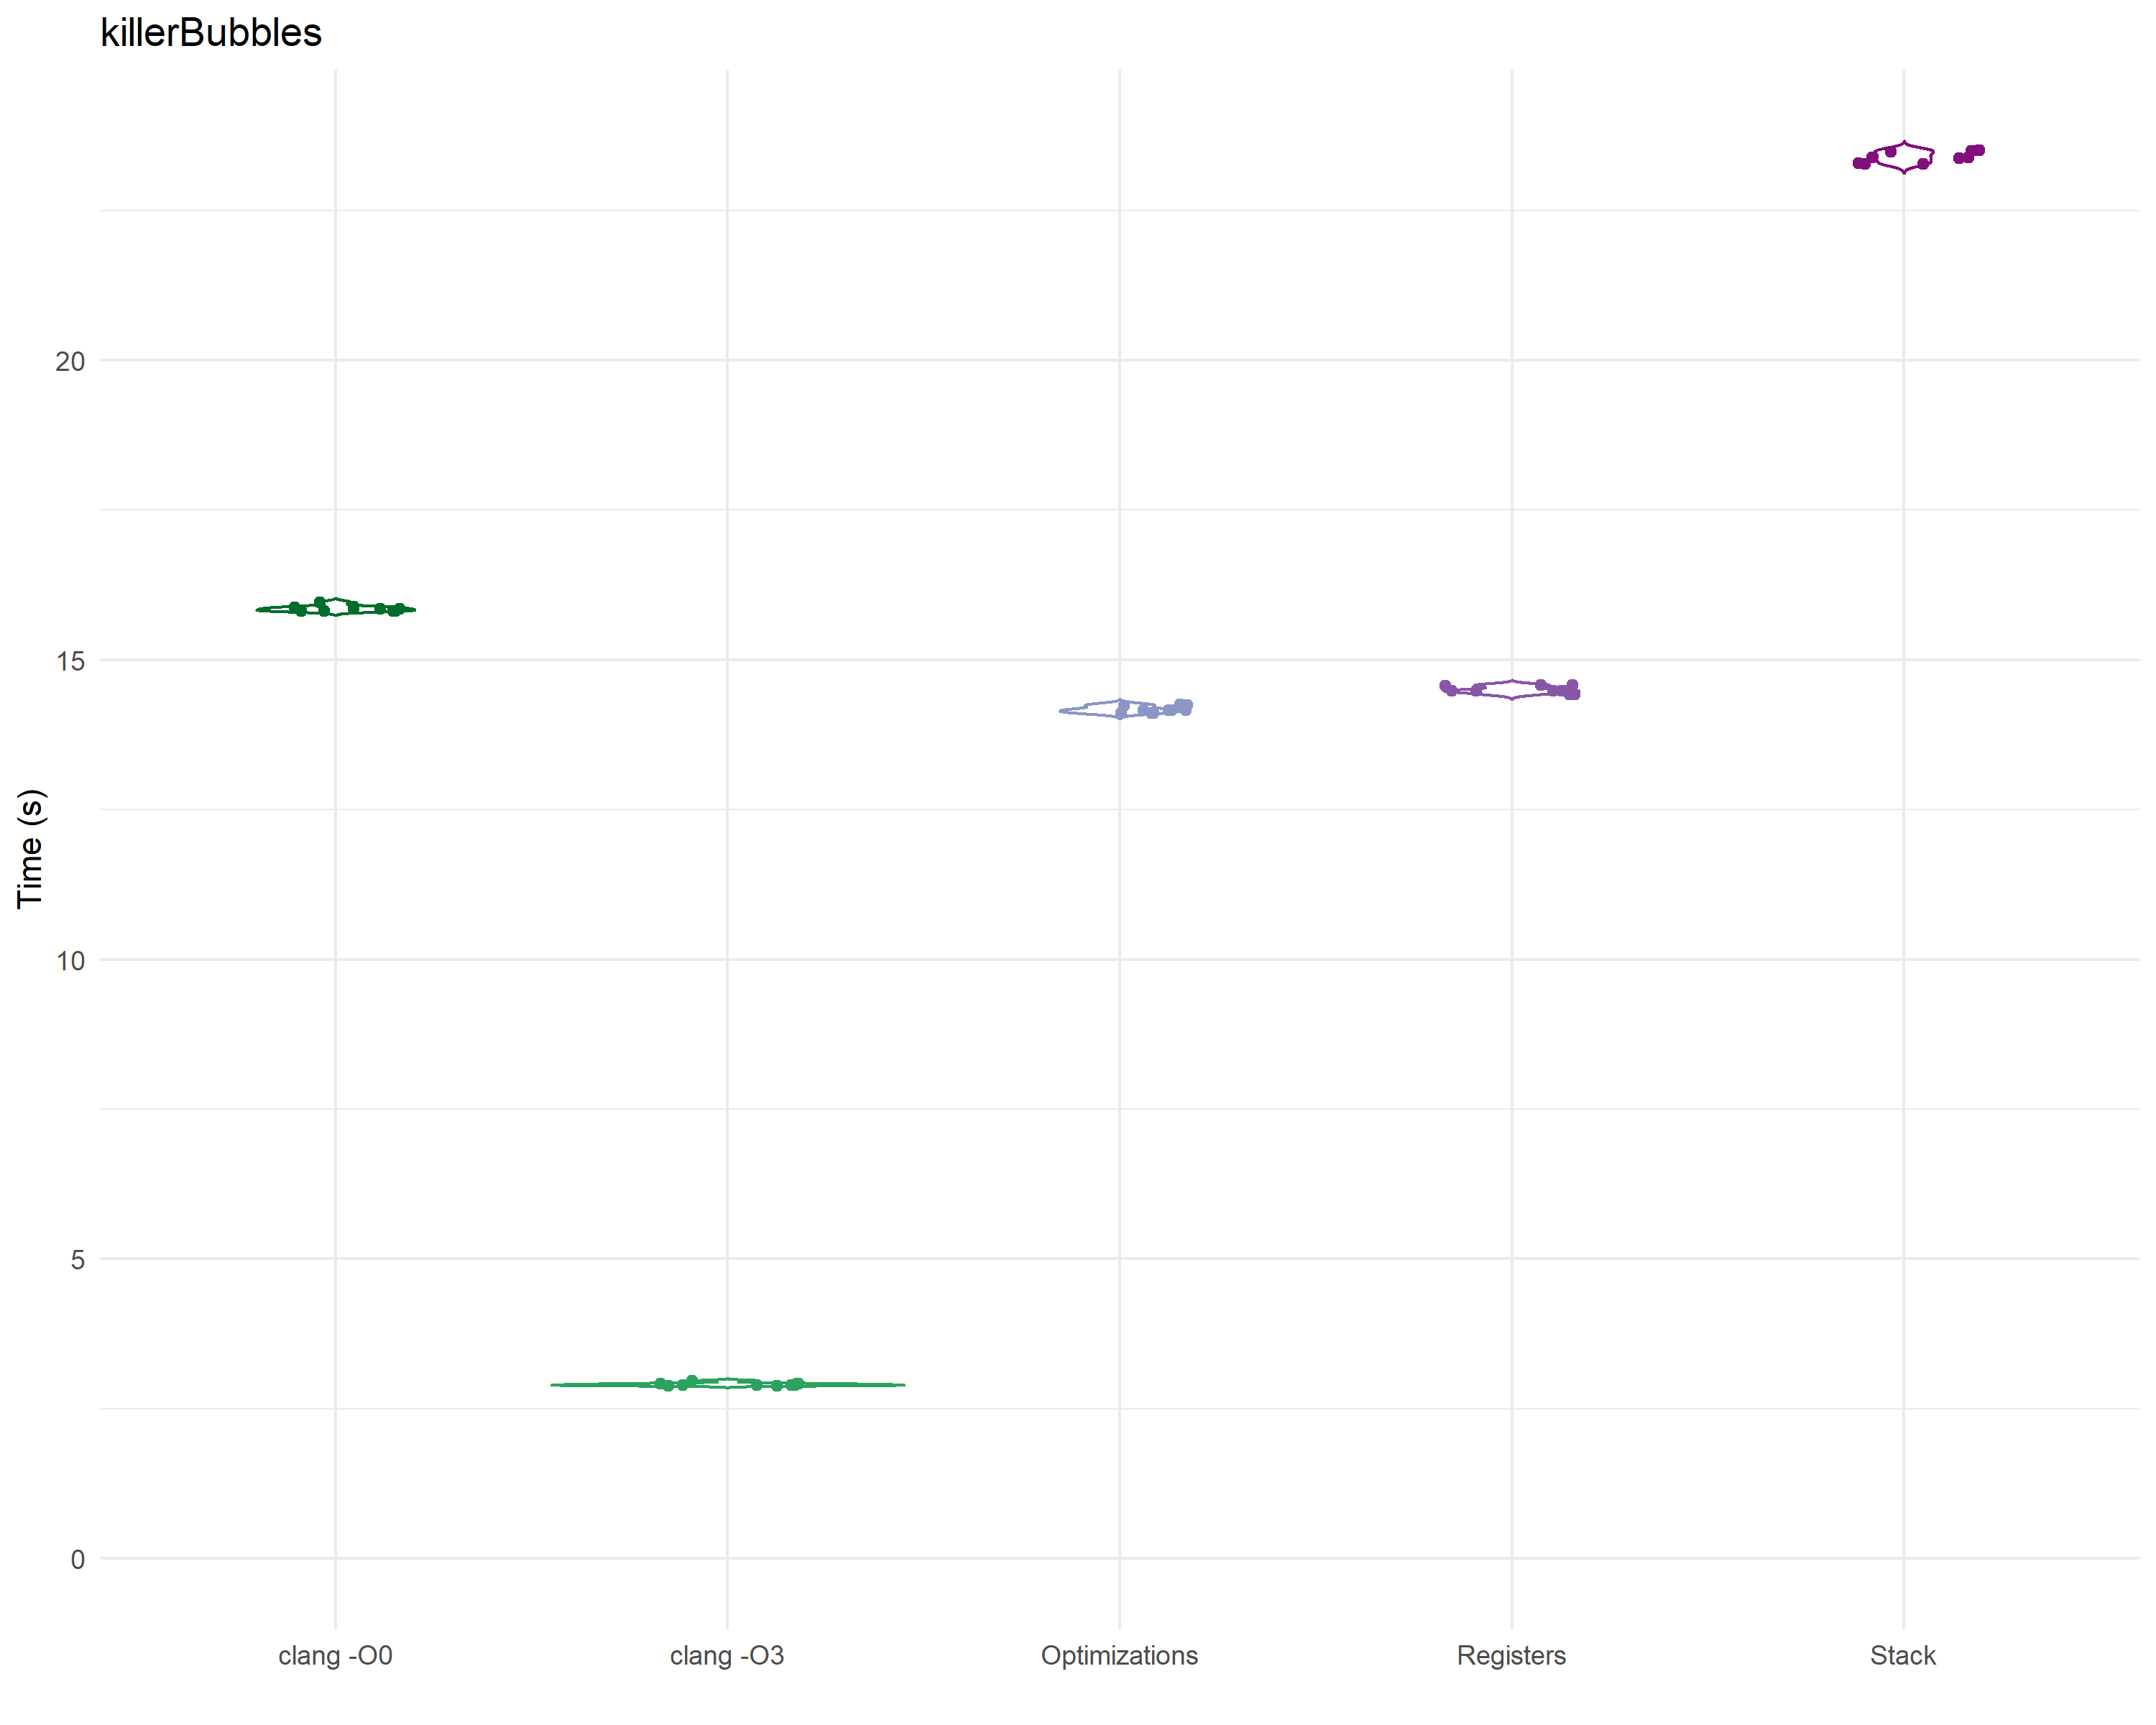 killerBubbles
Time (s)
20
15
10
5
0
clang -O0
clang -O3
Optimizations
Registers
Stack